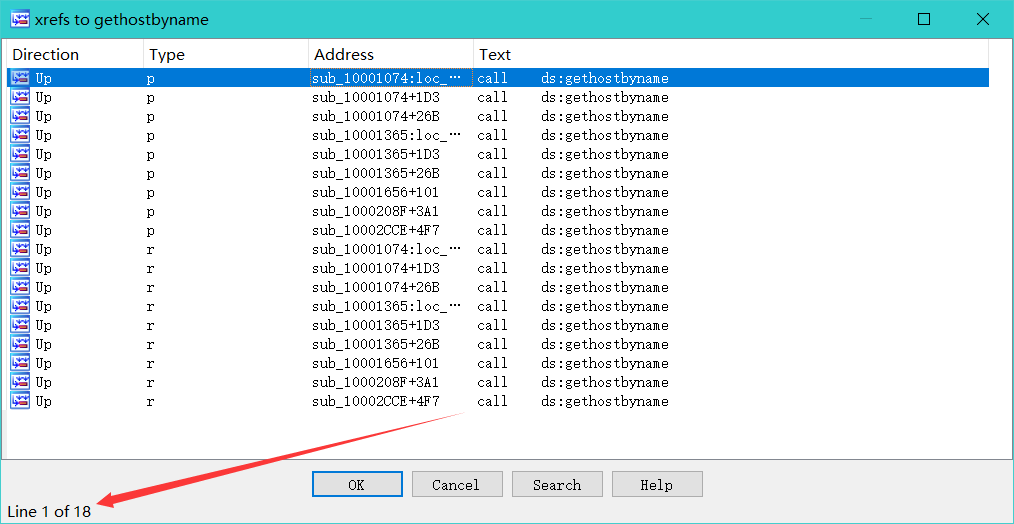 xrefs to gethostbyname
Direction Type Address Text
Up p sub_10001074:loc_… call ds:gethostbyname
Up p sub_10001074+1D3 call ds:gethostbyname
Up p sub_10001074+26B call ds:gethostbyname
Up p sub_10001365:loc_… call ds:gethostbyname
Up p sub_10001365+1D3 call ds:gethostbyname
Up p sub_10001365+26B call ds:gethostbyname
Up p sub_10001656+101 call ds:gethostbyname
Up p sub_1000208F+3A1 call ds:gethostbyname
Up p sub_10002CCE+4F7 call ds:gethostbyname
Up r sub_10001074:loc_… call ds:gethostbyname
Up r sub_10001074+1D3 call ds:gethostbyname
Up r sub_10001074+26B call ds:gethostbyname
Up r sub_10001365:loc_… call ds:gethostbyname
Up r sub_10001365+1D3 call ds:gethostbyname
Up r sub_10001365+26B call ds:gethostbyname
Up r sub_10001656+101 call ds:gethostbyname
Up r sub_1000208F+3A1 call ds:gethostbyname
Up r sub_10002CCE+4F7 call ds:gethostbyname
OK Cancel Search Help
Line 1 of 18